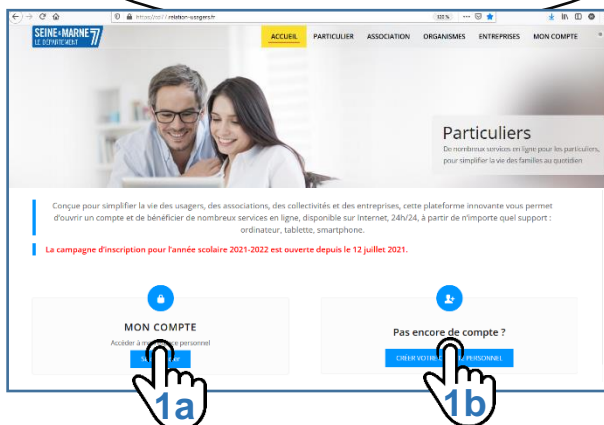 https://cg77.relation-usagers.fr
SEINE&MARNE 77
LE DÉPARTEMENT
ACCUEIL PARTICULIER ASSOCIATION ORGANISMES ENTREPRISES MON COMPTE
Particuliers
De nombreux services en ligne pour les particuliers,
pour simplifier la vie des familles au quotidien
Conçue pour simplifier la vie des usagers, des associations, des collectivités et des entreprises, cette plateforme innovante vous permet
d'ouvrir un compte et de bénéficier de nombreux services en ligne, disponible sur Internet, 24h/24, à partir de n'importe quel support :
ordinateur, tablette, smartphone.
La campagne d'inscription pour l'année scolaire 2021-2022 est ouverte depuis le 12 juillet 2021.
MON COMPTE
Accéder à mon espace personnel
Pas encore de compte ?
CRÉER VOTRE PERSONNEL
1a
1b